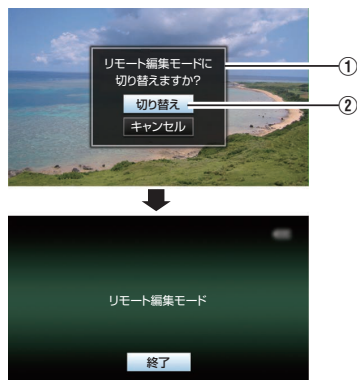 リモート編集モードに
切り替えますか?
切り替え
キャンセル
①
②
リモート編集モード
終了